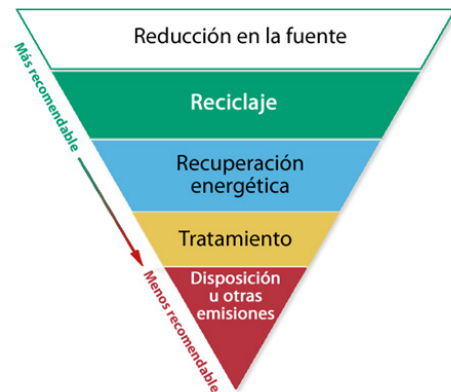 Reducción en la fuente
Más recomendable
Reciclaje
Recuperación
energética
Tratamiento
Disposición
u otras
emisiones
Menos recomendable